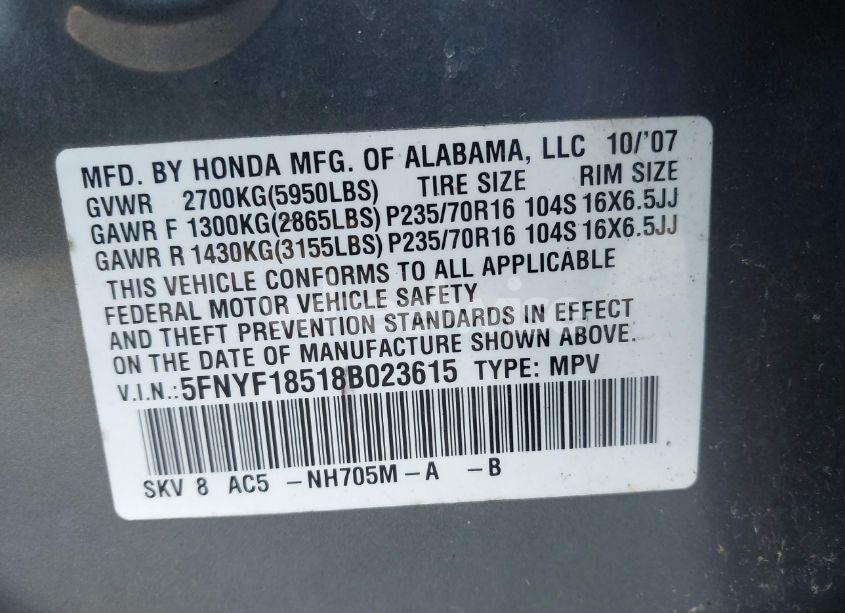 MFD. BY HONDA MFG. OF ALABAMA, LLC 10/'07
GVWR 2700KG(5950LBS) TIRE SIZE RIM SIZE
GAWR F 1300KG(2865LBS) P235/70R16 104S 16X6.5JJ
GAWR R 1430KG(3155LBS) P235/70R16 104S 16X6.5JJ
THIS VEHICLE CONFORMS TO ALL APPLICABLE
FEDERAL MOTOR VEHICLE SAFETY
AND THEFT PREVENTION STANDARDS IN EFFECT
ON THE DATE OF MANUFACTURE SHOWN ABOVE.
V.I.N.: 5FNYF18518B023615 TYPE: MPV
SKV 8 AC5 -NH705M-A -B